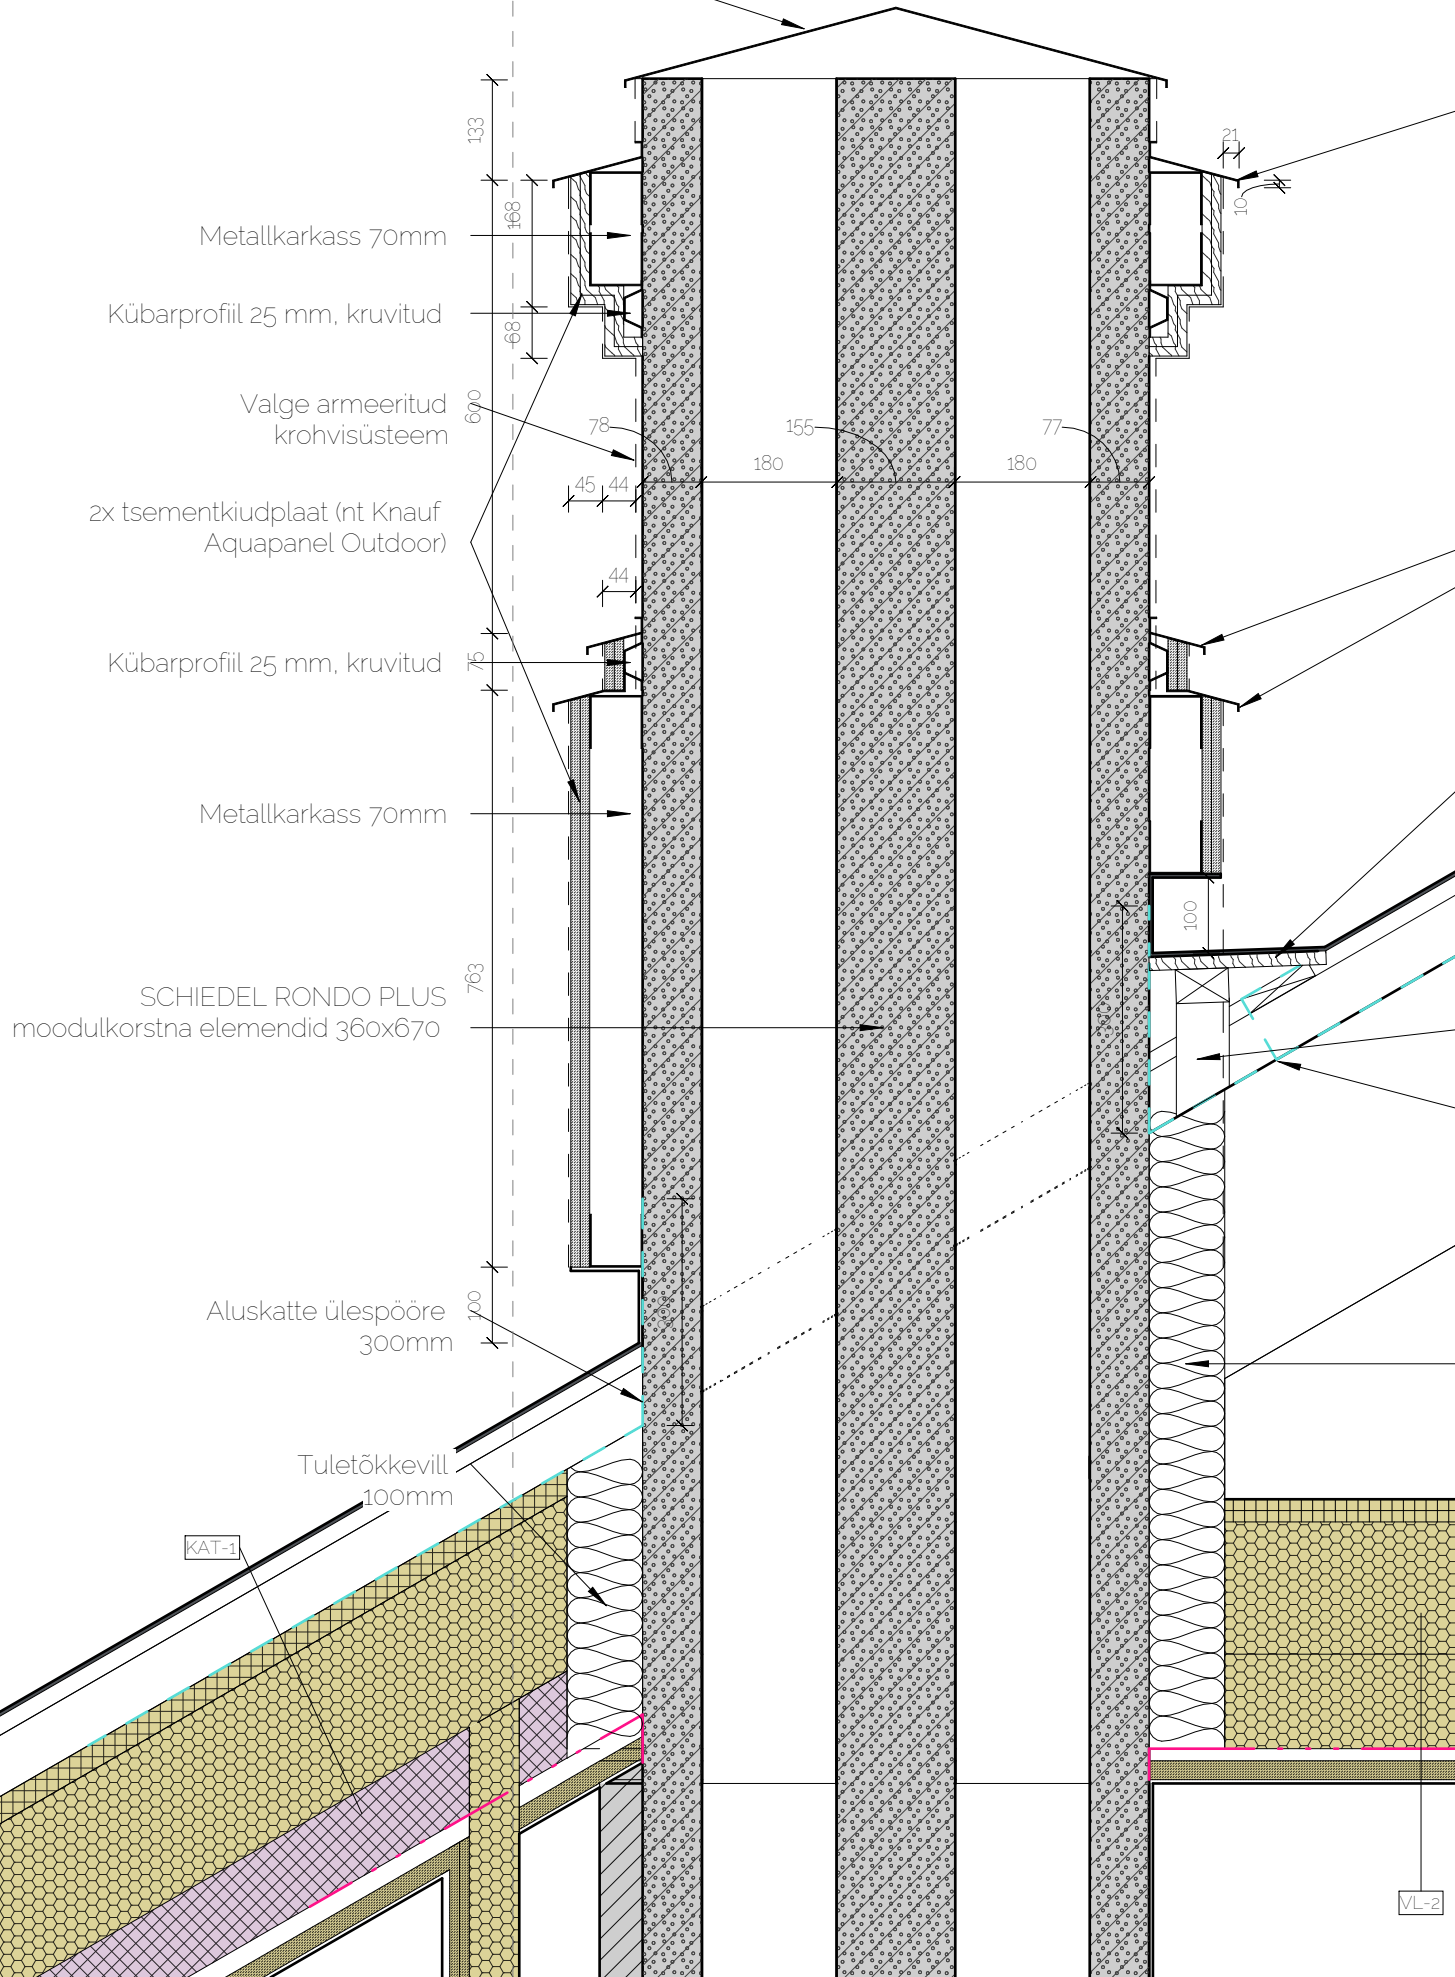 133
21
10
168
Metallkarkass 70mm
Kübarprofiil 25 mm, kruvitud
68
Valge armeeritud
krohvisüsteem
600
78
155
77
180
180
45
44
2x tsementkiudplaat (nt Knauf
Aquapanel Outdoor)
44
Kübarprofiil 25 mm, kruvitud
75
Metallkarkass 70mm
100
763
SCHIEDEL RONDO PLUS
moodulkorstna elemendid 360x670
Aluskatte ülespööre
300mm
100
Tuletõkkevill
100mm
KAT-1
VL-2